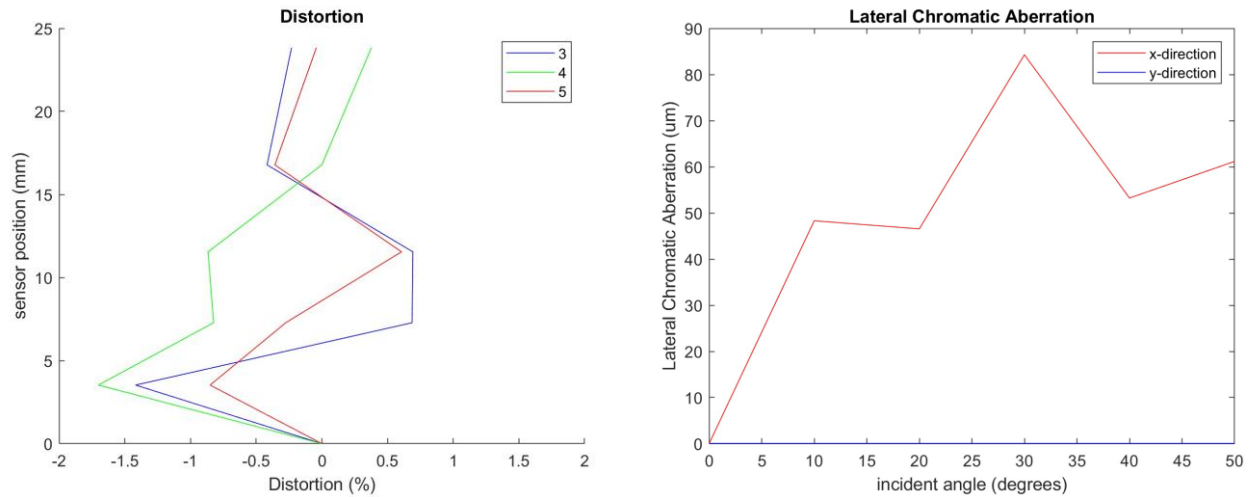 Distortion
25
20
15
10
5
0
sensor position (mm)
-2 -1.5 -1 -0.5 0 0.5 1 1.5 2
Distortion (%)
3
4
5
Lateral Chromatic Aberration
90
80
70
60
50
40
30
20
10
0
Lateral Chromatic Aberration (um)
0 5 10 15 20 25 30 35 40 45 50
incident angle (degrees)
x-direction
y-direction